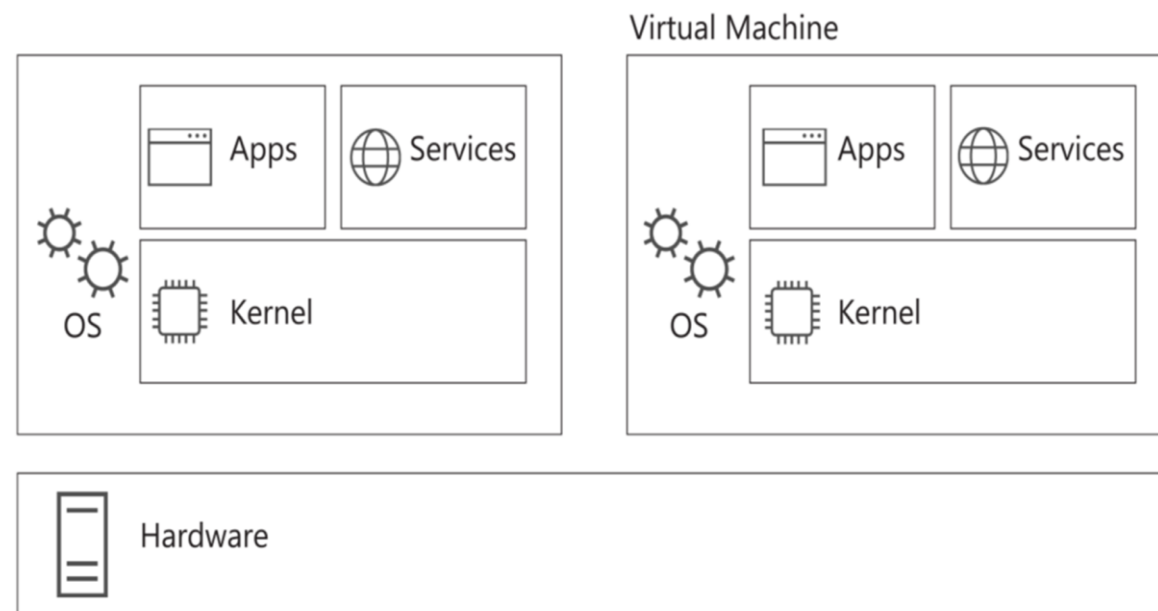 Virtual Machine
Apps
Services
OS
Kernel
Apps
Services
OS
Kernel
Hardware